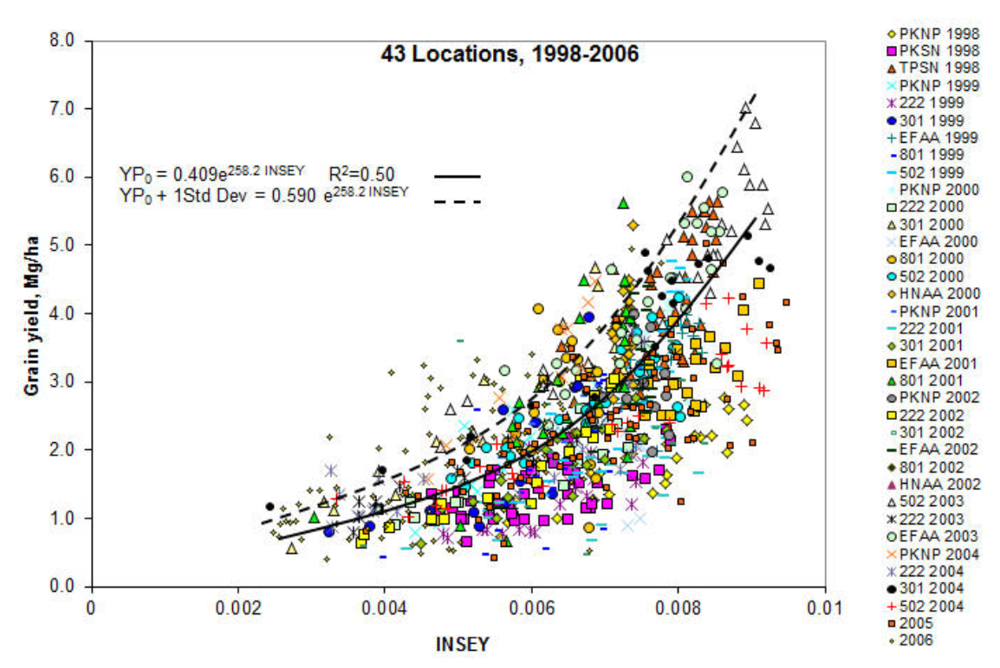 43 Locations, 1998-2006
8.0
7.0
6.0
5.0
4.0
3.0
2.0
1.0
0.0
Grain yield, Mg/ha
YP₀ = 0.409e^258.2 INSEY R²=0.50
YP₀ + 1Std Dev = 0.590 e^258.2 INSEY
0 0.002 0.004 0.006 0.008 0.01
INSEY
PKNP 1998
PKSN 1998
TPSN 1998
PKNP 1999
222 1999
301 1999
EFAA 1999
801 1999
502 1999
PKNP 2000
222 2000
301 2000
EFAA 2000
801 2000
502 2000
HNAA 2000
PKNP 2001
222 2001
301 2001
EFAA 2001
801 2001
PKNP 2002
222 2002
301 2002
EFAA 2002
801 2002
HNAA 2002
502 2003
222 2003
EFAA 2003
PKNP 2004
222 2004
301 2004
502 2004
2005
2006